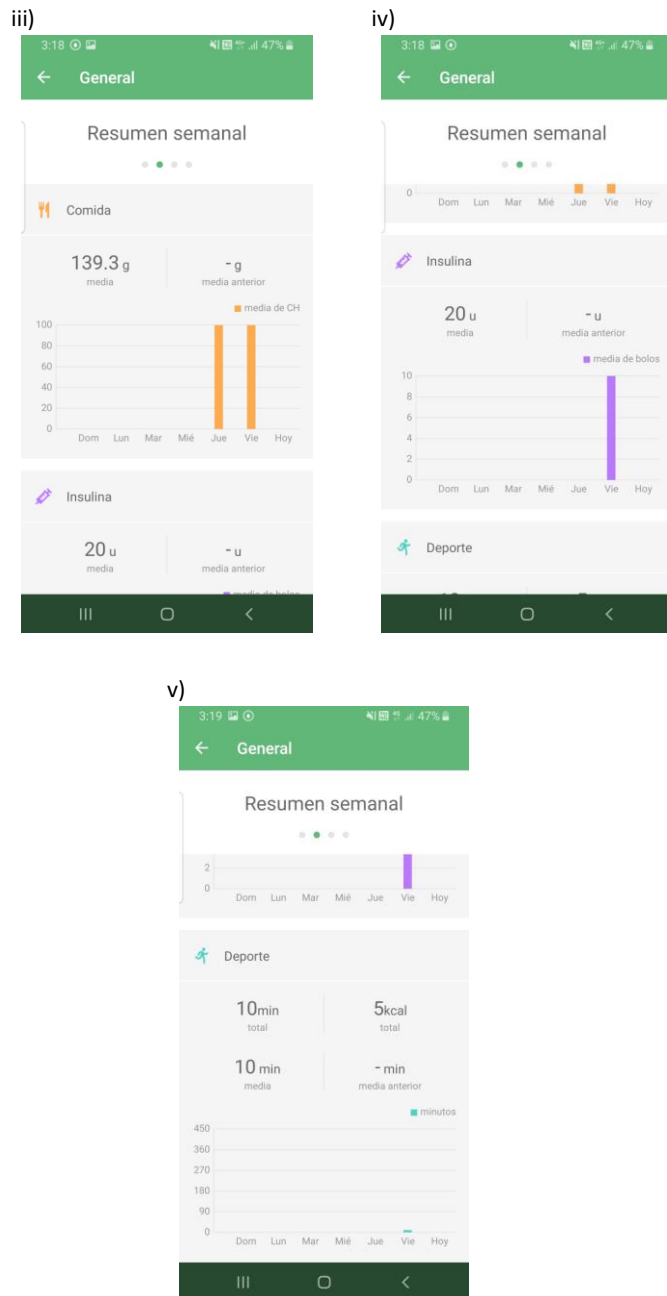 iii)
3:18 47%
General
Resumen semanal
Comida
139.3 g - g
media media anterior
media de CH
100
80
60
40
20
0
Dom Lun Mar Mié Jue Vie Hoy
Insulina
20 u - u
media media anterior
iv)
3:18 47%
General
Resumen semanal
0
Dom Lun Mar Mié Jue Vie Hoy
Insulina
20 u - u
media media anterior
media de bolos
10
8
6
4
2
0
Dom Lun Mar Mié Jue Vie Hoy
Deporte
v)
3:19 47%
General
Resumen semanal
2
0
Dom Lun Mar Mié Jue Vie Hoy
Deporte
10min 5kcal
total total
10 min - min
media media anterior
minutos
450
360
270
180
90
0
Dom Lun Mar Mié Jue Vie Hoy